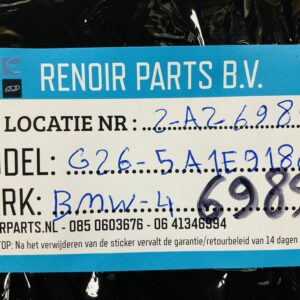 RENOIR PARTS B.V.
LOCATIE NR: 2-A2-698
DEL: G26-5A1E918
RK: BMW-4 698
RPARTS.NL - 085 0603676 - 06 41346994
TOP: Na het verwijderen van de sticker vervalt de garantie/retourbeleid van 14 dagen